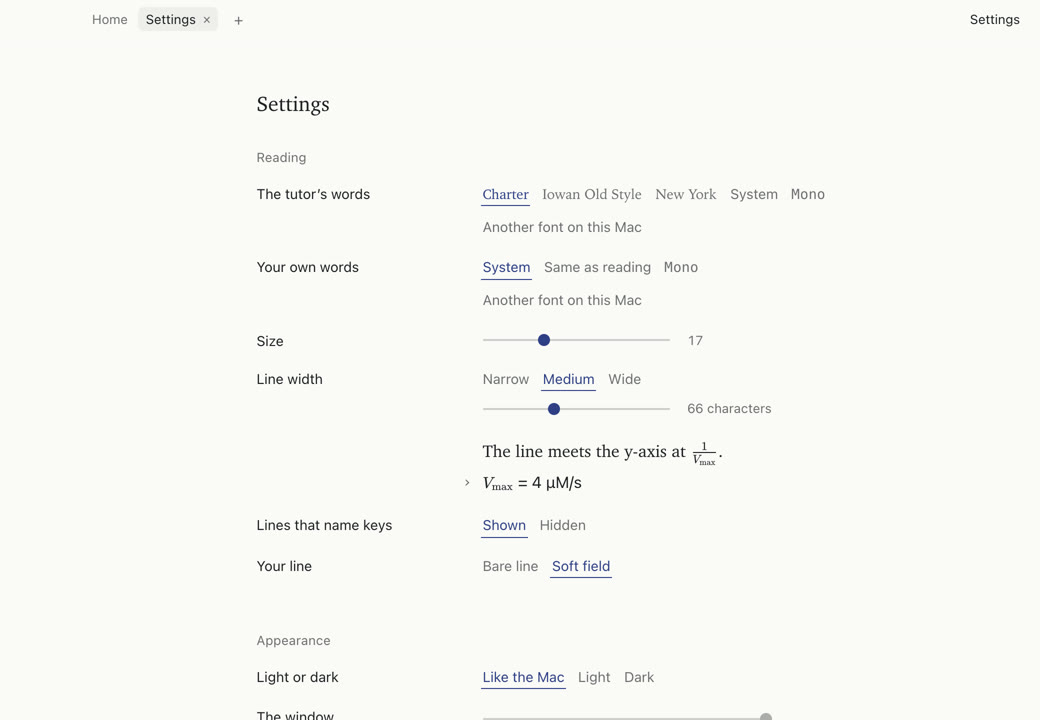 Home Settings × + Settings
Settings
Reading
The tutor’s words Charter Iowan Old Style New York System Mono
Another font on this Mac
Your own words System Same as reading Mono
Another font on this Mac
Size 17
Line width Narrow Medium Wide
66 characters
The line meets the y-axis at 1/Vmax.
› Vmax = 4 µM/s
Lines that name keys Shown Hidden
Your line Bare line Soft field
Appearance
Light or dark Like the Mac Light Dark
The window